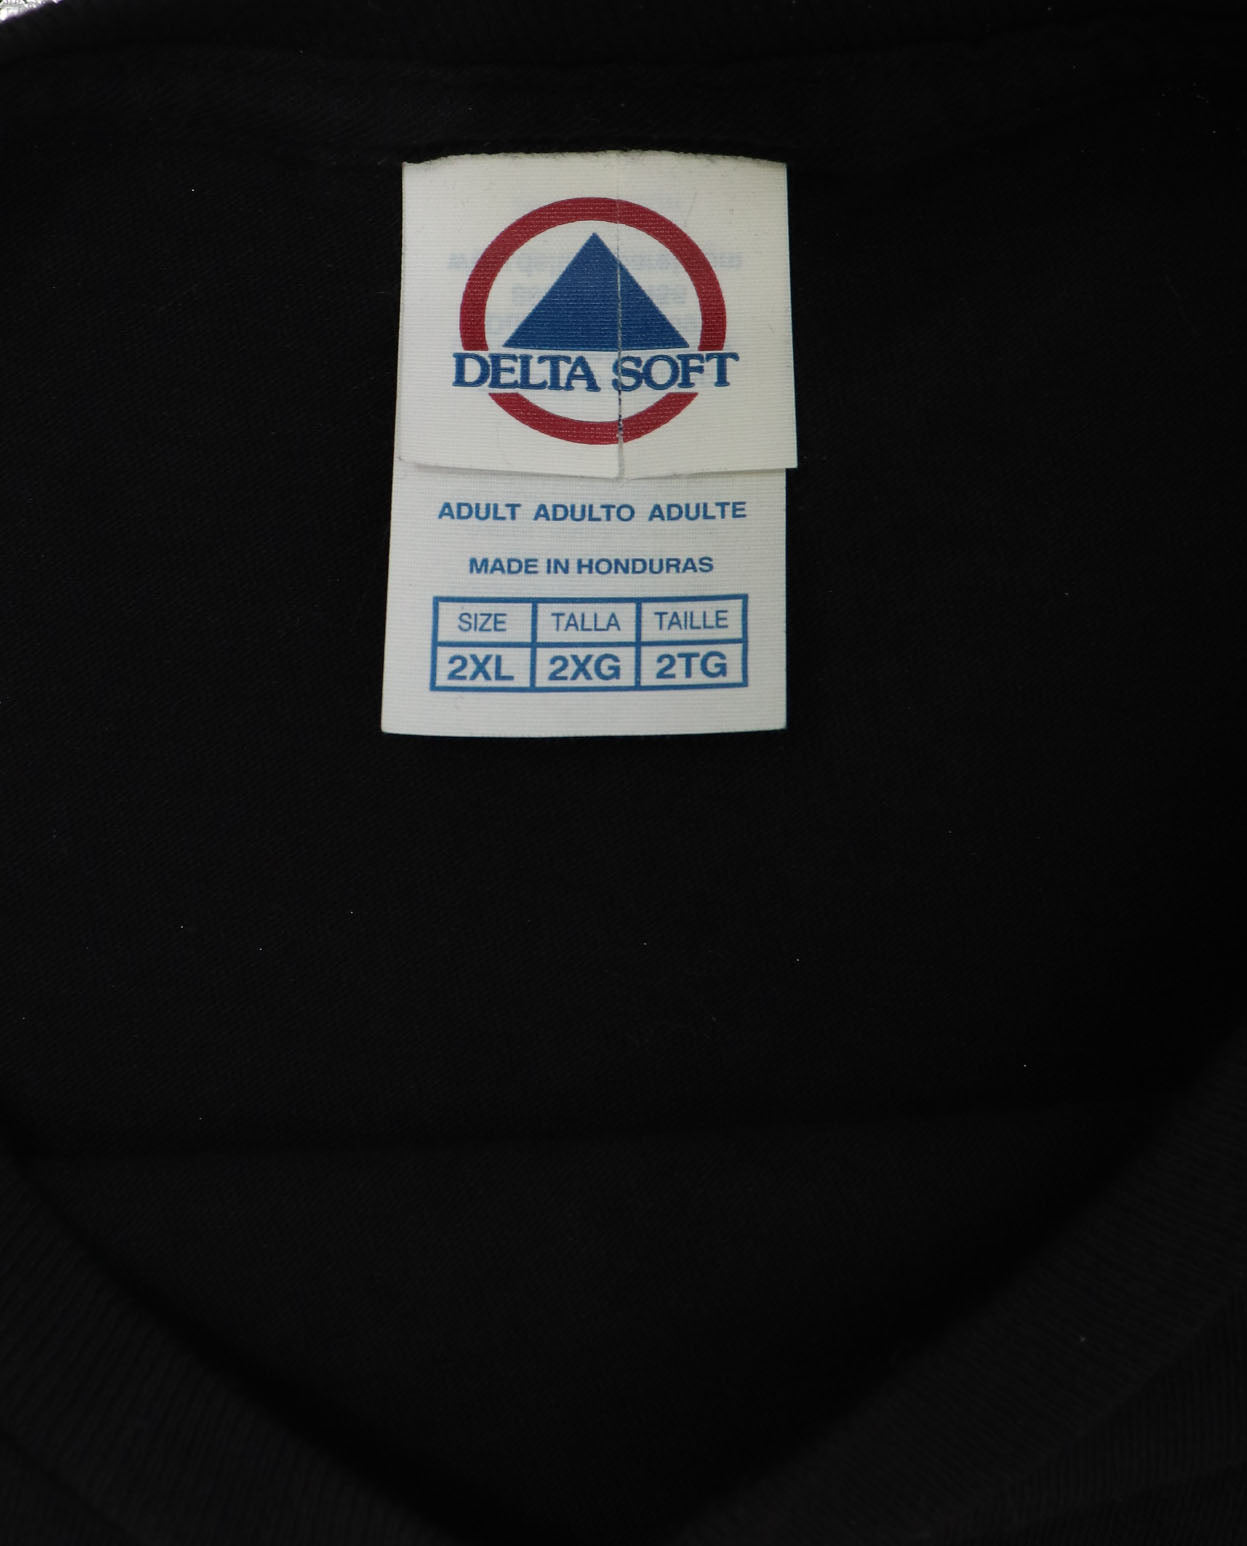 DELTA SOFT
ADULT ADULTO ADULTE
MADE IN HONDURAS
SIZE TALLA TAILLE
2XL 2XG 2TG